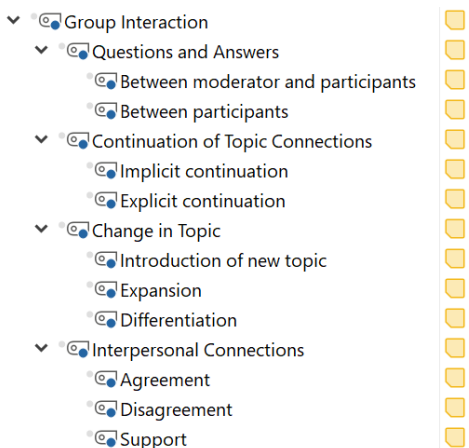 Group Interaction
Questions and Answers
Between moderator and participants
Between participants
Continuation of Topic Connections
Implicit continuation
Explicit continuation
Change in Topic
Introduction of new topic
Expansion
Differentiation
Interpersonal Connections
Agreement
Disagreement
Support